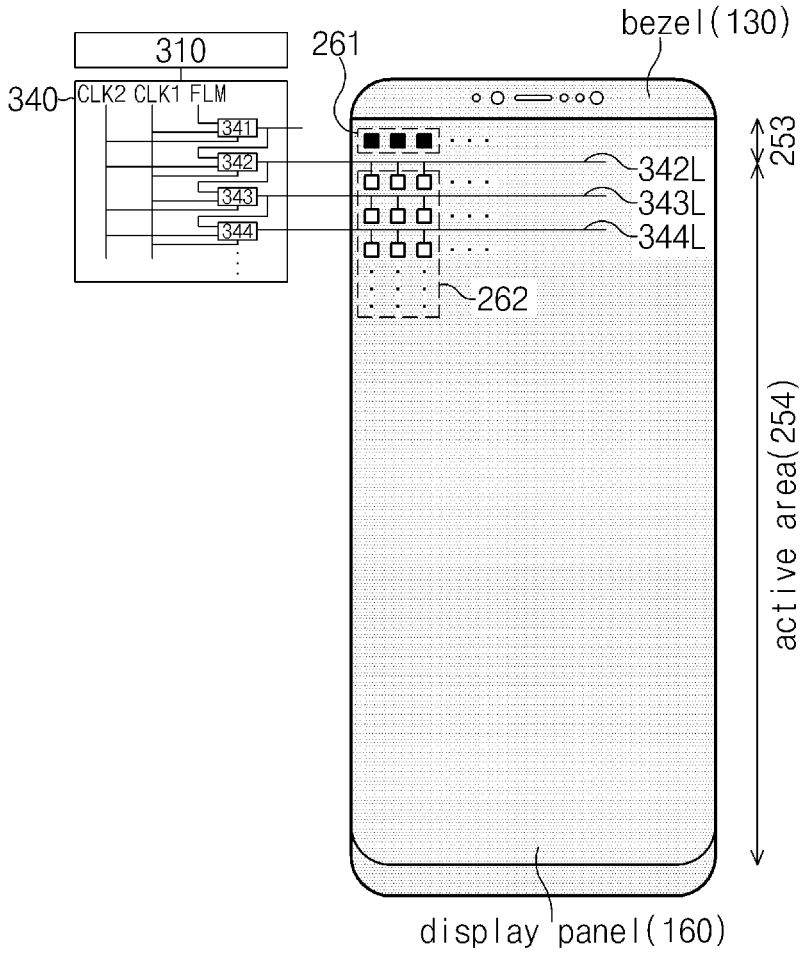 bezel(130)
310
261
340
CLK2 CLK1 FLM
341
253
342
342L
343
343L
344
344L
262
active area(254)
display panel(160)